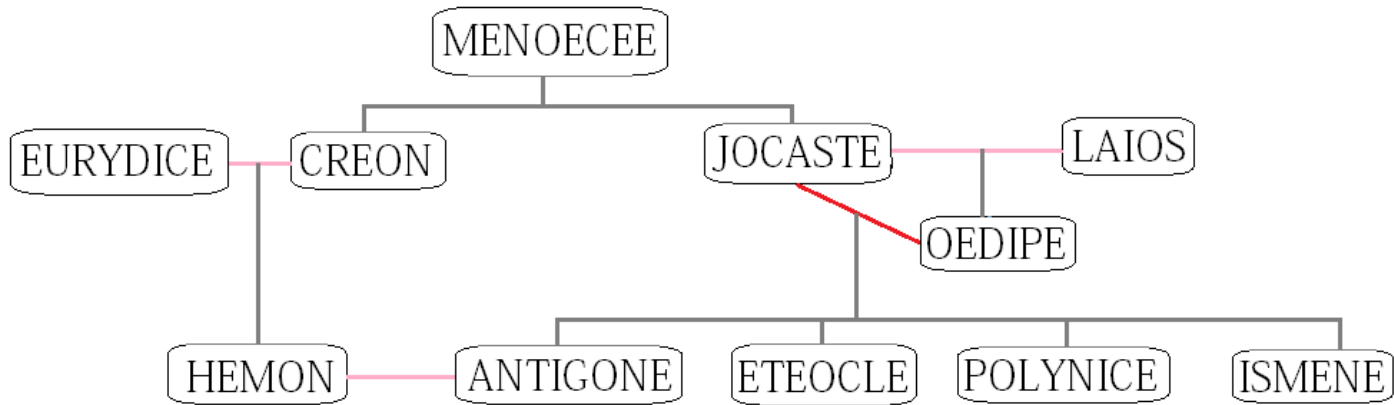 MENOECEE
EURYDICE
CREON
JOCASTE
LAIOS
OEDIPE
HEMON
ANTIGONE
ETEOCLE
POLYNICE
ISMENE